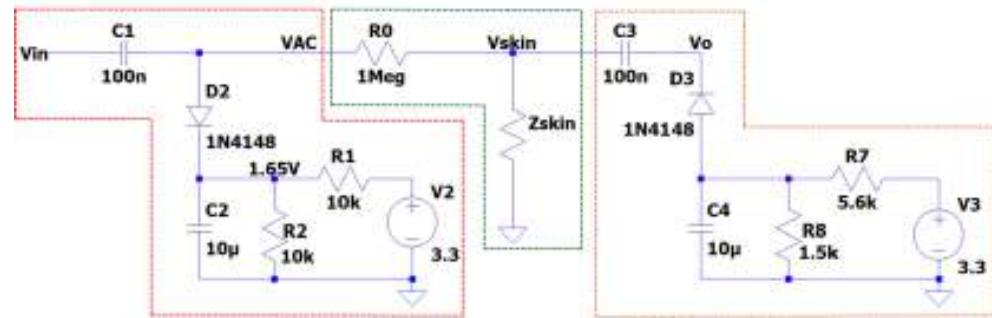 C1
R0
C3
Vin
VAC
Vskin
Vo
100n
1Meg
100n
D2
D3
Zskin
1N4148
1N4148
1.65V
R1
R7
C2
10k
V2
C4
5.6k
V3
R2
R8
10µ
10k
3.3
10µ
1.5k
3.3